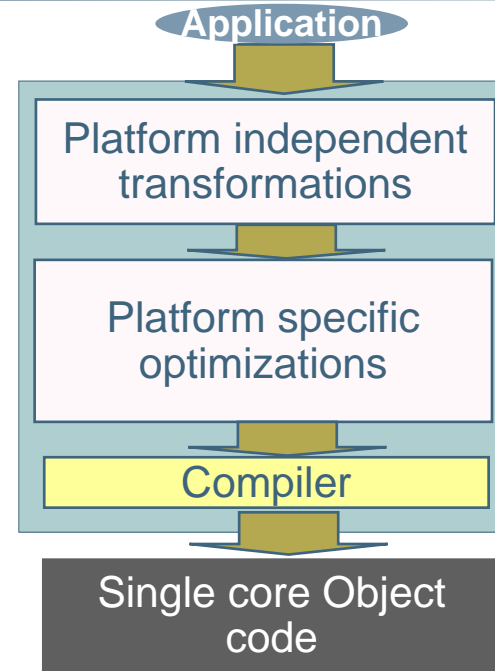 Application
Platform independent
transformations
Platform specific
optimizations
Compiler
Single core Object
code